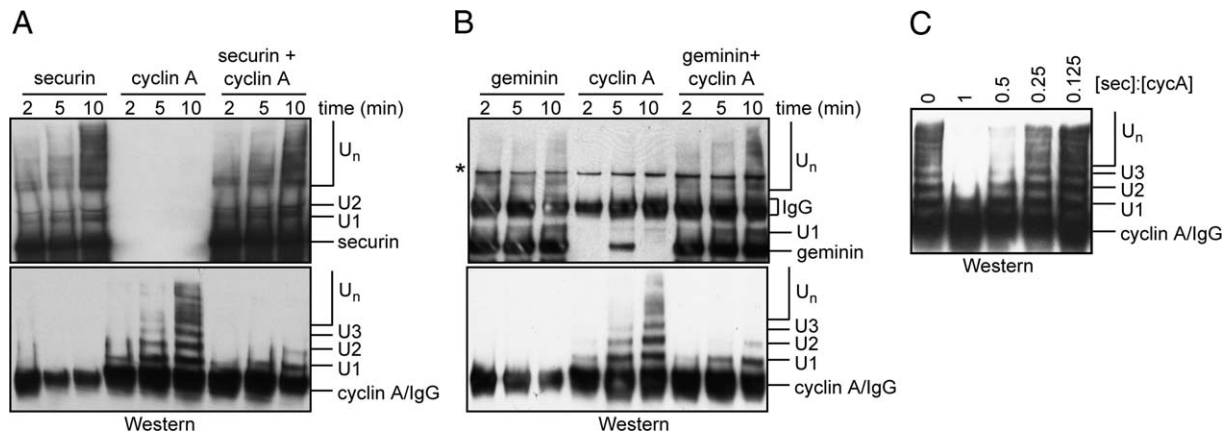 A
securin
cyclin A
securin +
cyclin A
2 5 10 2 5 10 2 5 10 time (min)
Un
U2
U1
securin
Un
U3
U2
U1
cyclin A/IgG
Western
B
geminin
cyclin A
geminin+
cyclin A
2 5 10 2 5 10 2 5 10 time (min)
*
Un
IgG
U1
geminin
Un
U3
U2
U1
cyclin A/IgG
Western
C
0 1 0.5 0.25 0.125 [sec]:[cycA]
Un
U3
U2
U1
cyclin A/IgG
Western